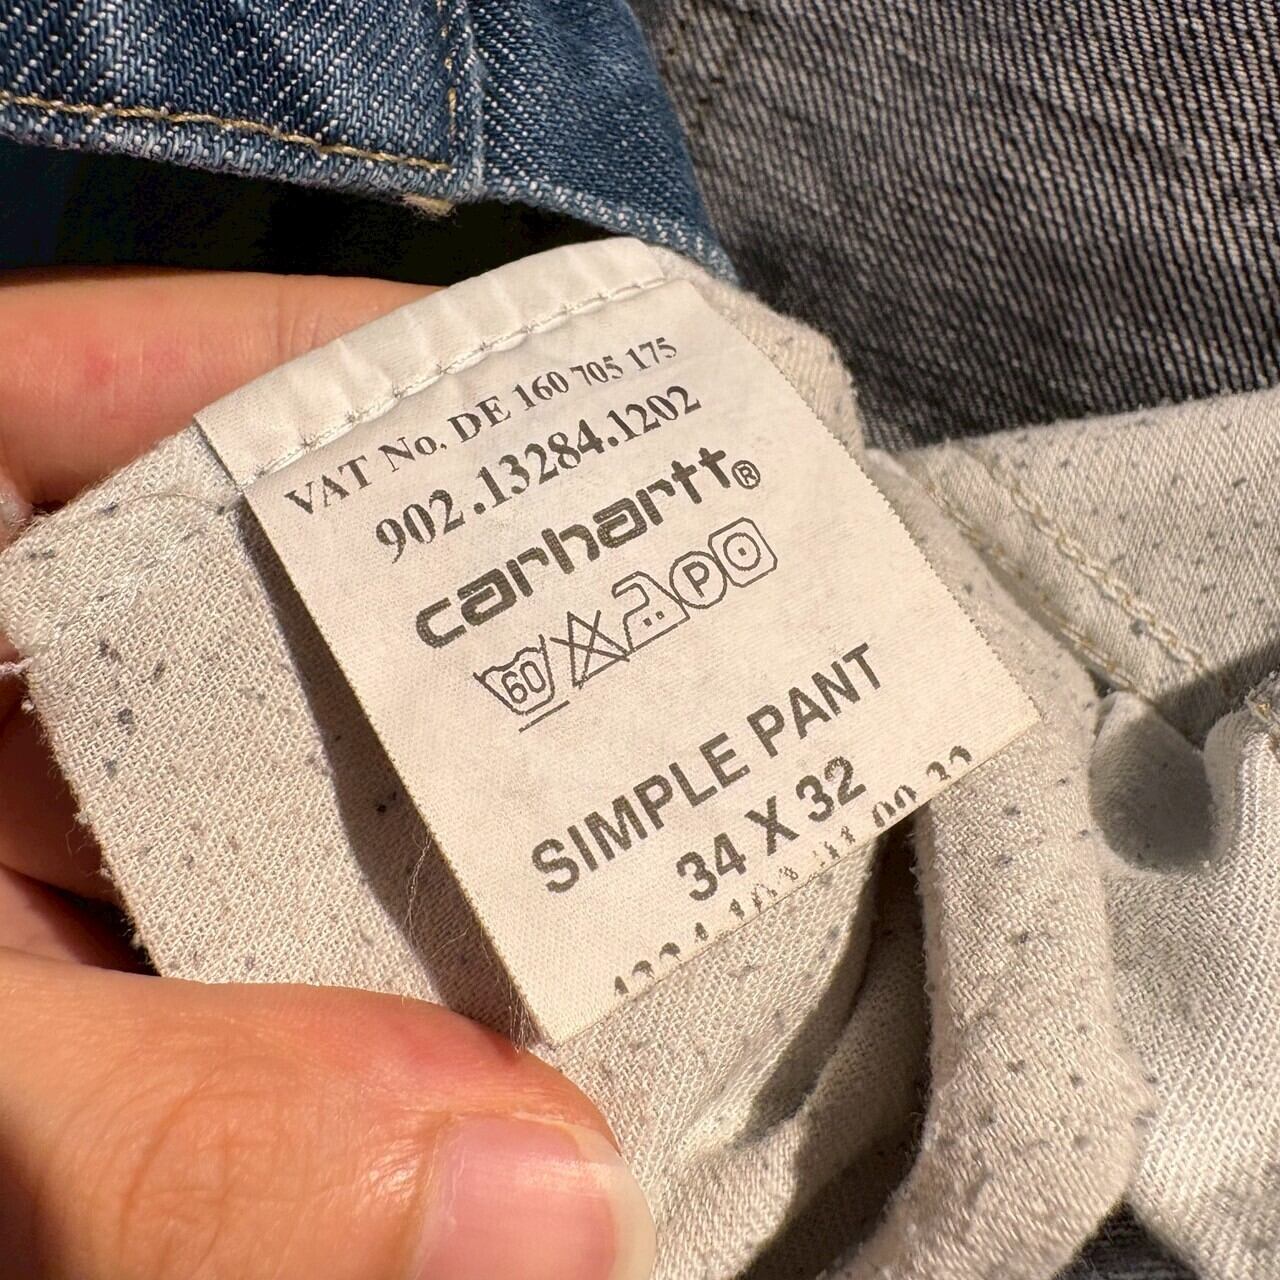 VAT No. DE 160 705 175
902.13284.1202
carhartt®
60 P
SIMPLE PANT
34 X 32